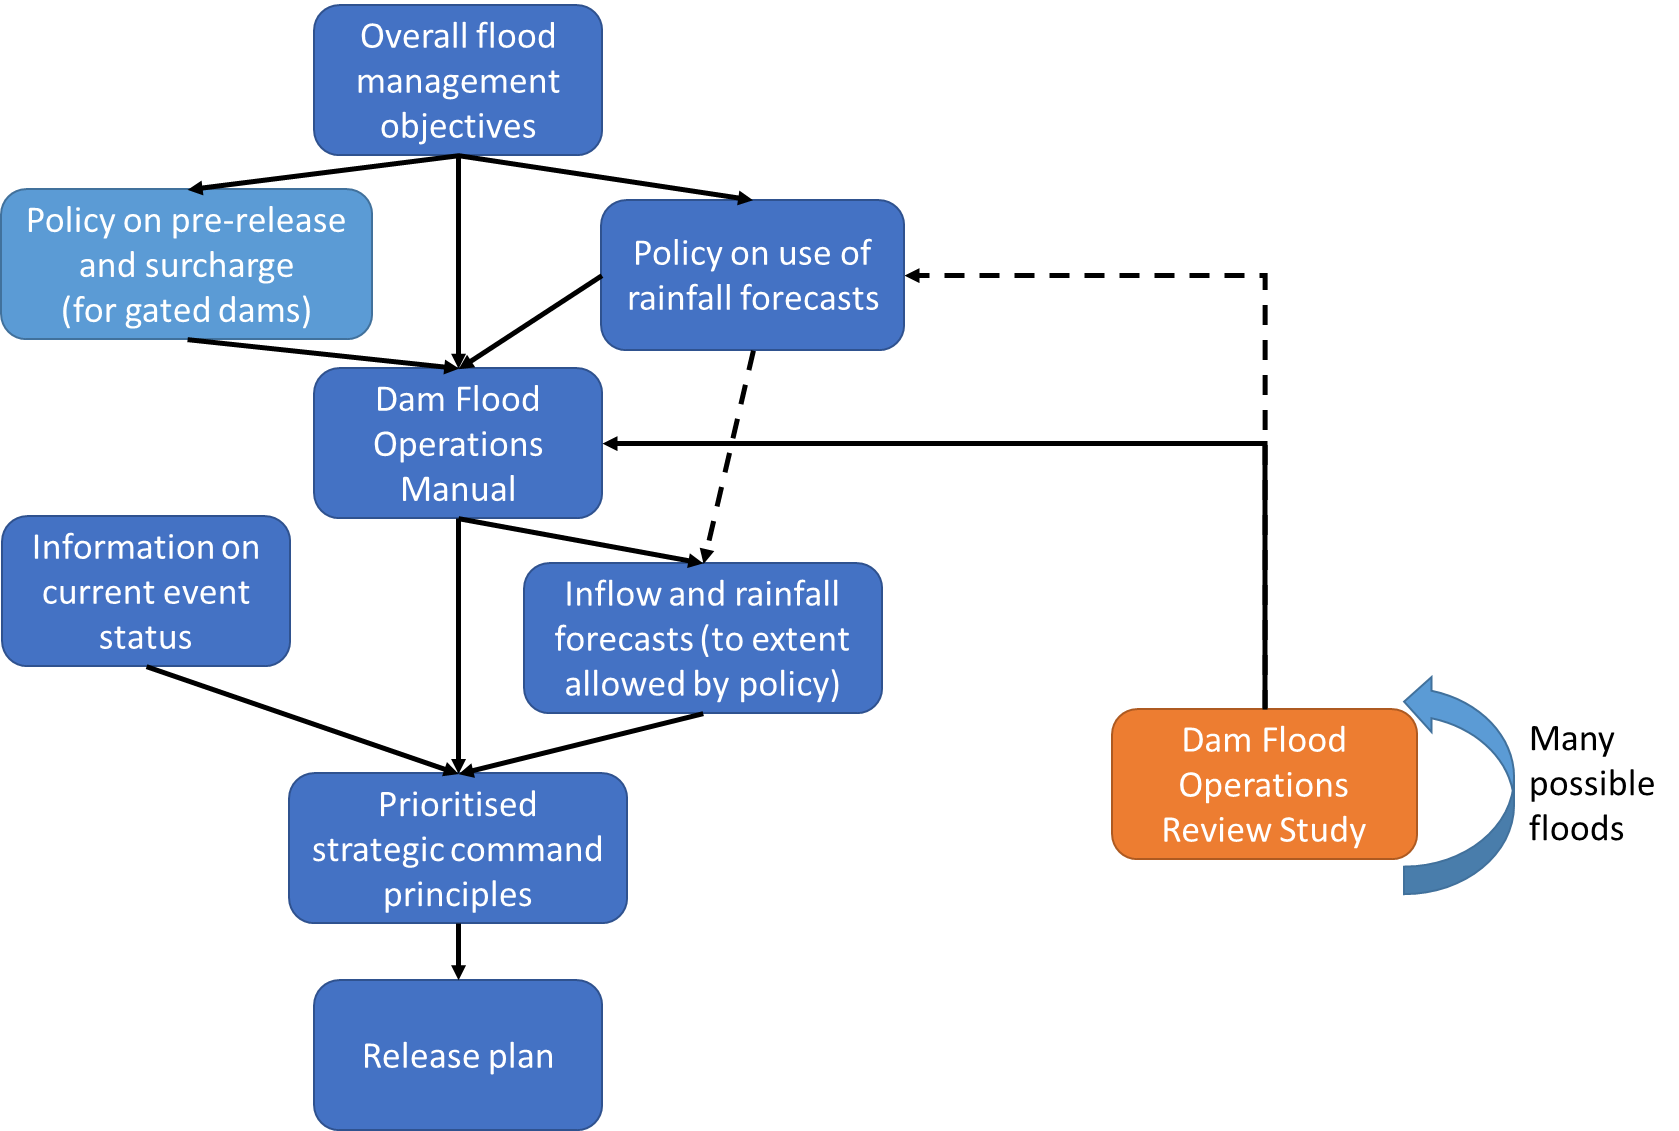 Overall flood
management
objectives
Policy on pre-release
and surcharge
(for gated dams)
Policy on use of
rainfall forecasts
Dam Flood
Operations
Manual
Information on
current event
status
Inflow and rainfall
forecasts (to extent
allowed by policy)
Prioritised
strategic command
principles
Dam Flood
Operations
Review Study
Many
possible
floods
Release plan